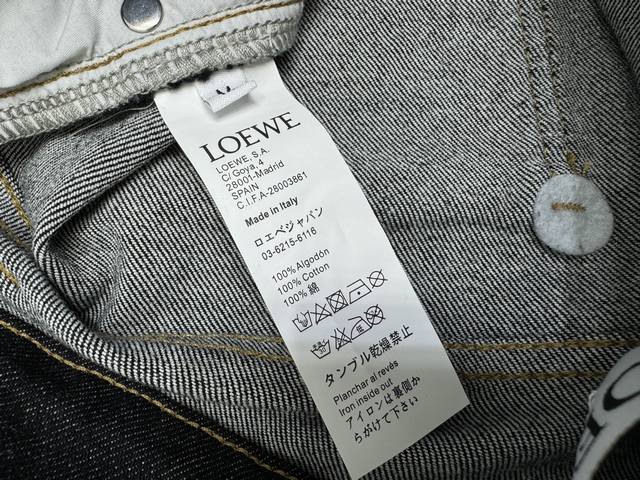 LOEWE
LOEWE, S.A.
C/ Goya, 4
28001-Madrid
SPAIN
C.I.F.A-28003861
Made in Italy
ロエベジャパン
03-6215-6116
100% Algodón
100% Cotton
100% 綿
タンブル乾燥禁止
Planchar al revés
Iron inside out
アイロンは裏側か
らがけて下さい